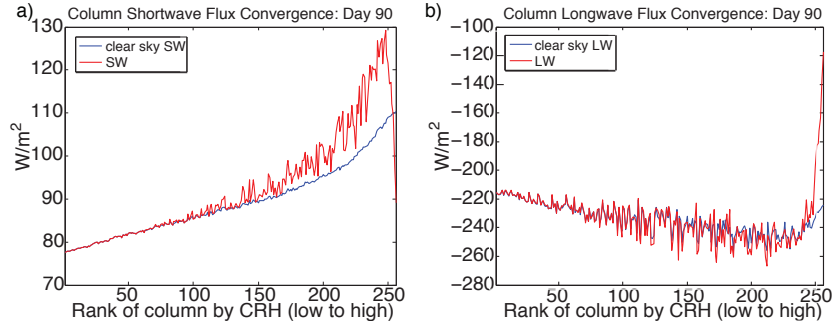 a)
Column Shortwave Flux Convergence: Day 90
130
120
110
100
90
80
70
W/m²
clear sky SW
SW
50
100
150
200
250
Rank of column by CRH (low to high)
b)
Column Longwave Flux Convergence: Day 90
−100
−120
−140
−160
−180
−200
−220
−240
−260
−280
W/m²
clear sky LW
LW
50
100
150
200
250
Rank of column by CRH (low to high)